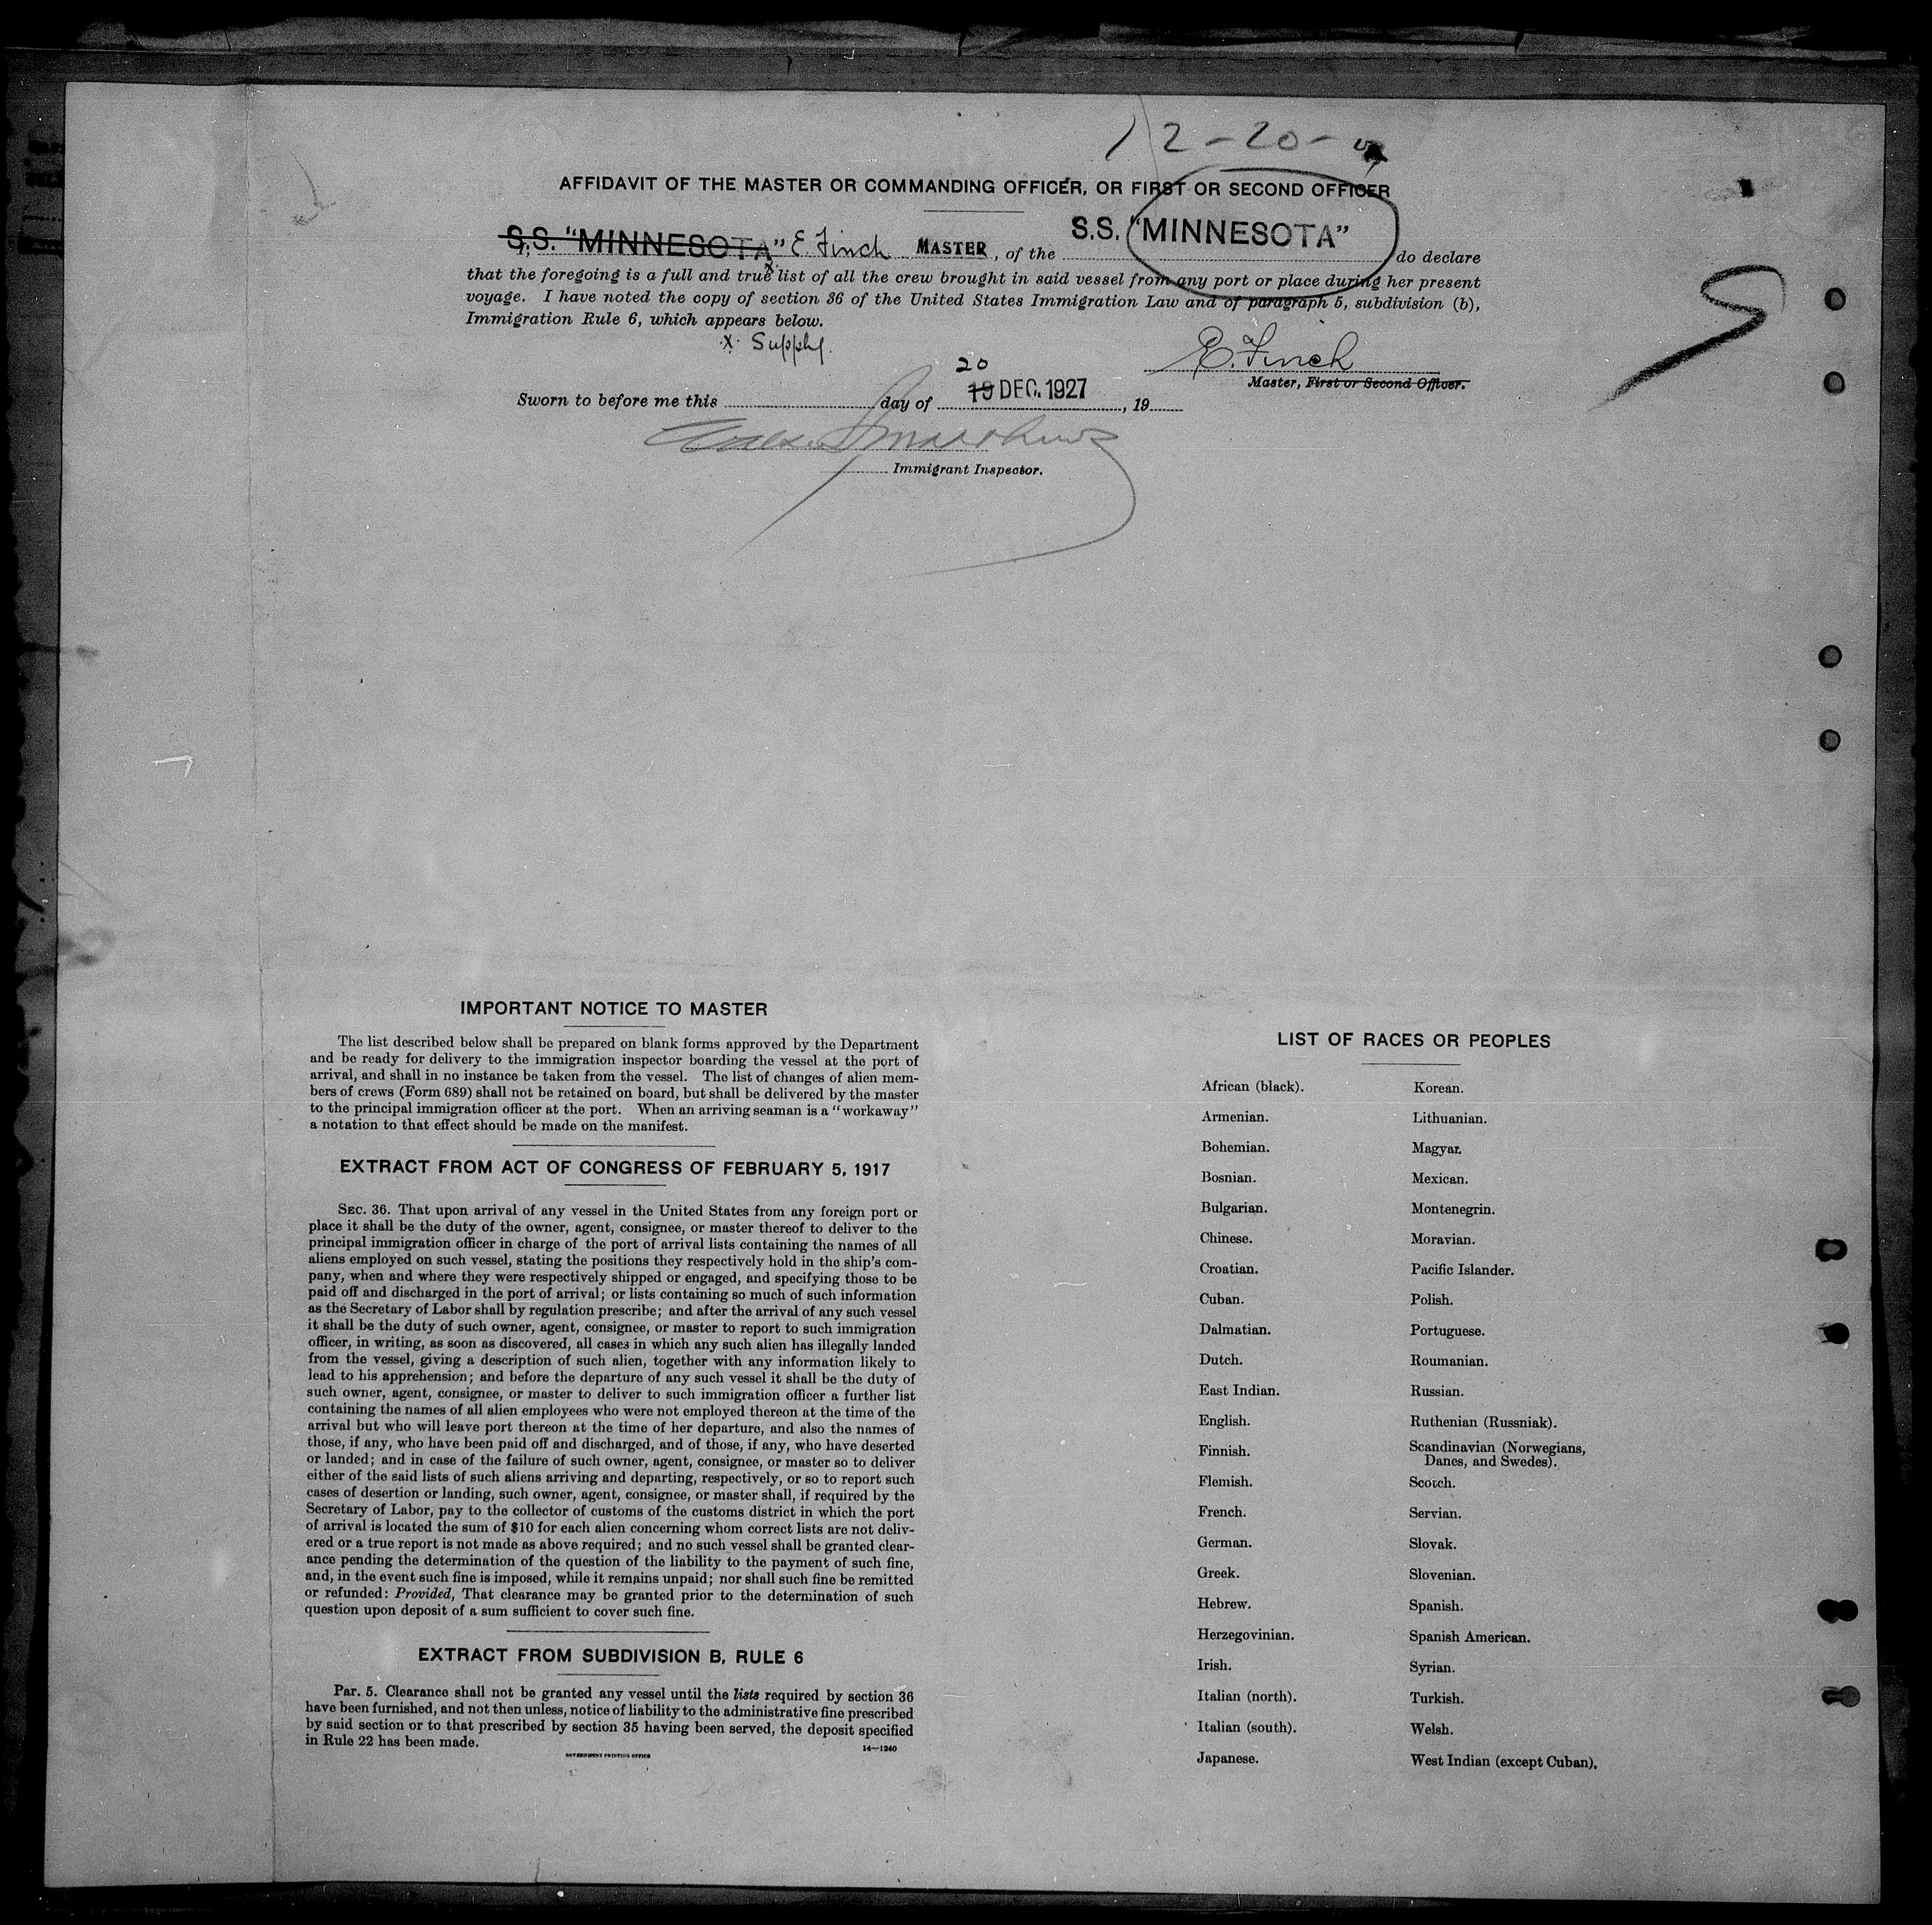 12-20-
AFFIDAVIT OF THE MASTER OR COMMANDING OFFICER, OR FIRST OR SECOND OFFICER
I, S.S. "MINNESOTA" E. Finch MASTER, of the S.S. "MINNESOTA" do declare
that the foregoing is a full and true x list of all the crew brought in said vessel from any port or place during her present
voyage. I have noted the copy of section 36 of the United States Immigration Law and of paragraph 5, subdivision (b),
Immigration Rule 6, which appears below.
x Supply.
E. Finch
Master, First or Second Officer.
20
Sworn to before me this day of 19 DEC. 1927, 19
Immigrant Inspector.
IMPORTANT NOTICE TO MASTER
The list described below shall be prepared on blank forms approved by the Department
and be ready for delivery to the immigration inspector boarding the vessel at the port of
arrival, and shall in no instance be taken from the vessel. The list of changes of alien mem-
bers of crews (Form 689) shall not be retained on board, but shall be delivered by the master
to the principal immigration officer at the port. When an arriving seaman is a "workaway"
a notation to that effect should be made on the manifest.
EXTRACT FROM ACT OF CONGRESS OF FEBRUARY 5, 1917
SEC. 36. That upon arrival of any vessel in the United States from any foreign port or
place it shall be the duty of the owner, agent, consignee, or master thereof to deliver to the
principal immigration officer in charge of the port of arrival lists containing the names of all
aliens employed on such vessel, stating the positions they respectively hold in the ship's com-
pany, when and where they were respectively shipped or engaged, and specifying those to be
paid off and discharged in the port of arrival; or lists containing so much of such information
as the Secretary of Labor shall by regulation prescribe; and after the arrival of any such vessel
it shall be the duty of such owner, agent, consignee, or master to report to such immigration
officer, in writing, as soon as discovered, all cases in which any such alien has illegally landed
from the vessel, giving a description of such alien, together with any information likely to
lead to his apprehension; and before the departure of any such vessel it shall be the duty of
such owner, agent, consignee, or master to deliver to such immigration officer a further list
containing the names of all alien employees who were not employed thereon at the time of the
arrival but who will leave port thereon at the time of her departure, and also the names of
those, if any, who have been paid off and discharged, and of those, if any, who have deserted
or landed; and in case of the failure of such owner, agent, consignee, or master so to deliver
either of the said lists of such aliens arriving and departing, respectively, or so to report such
cases of desertion or landing, such owner, agent, consignee, or master shall, if required by the
Secretary of Labor, pay to the collector of customs of the customs district in which the port
of arrival is located the sum of $10 for each alien concerning whom correct lists are not deliv-
ered or a true report is not made as above required; and no such vessel shall be granted clear-
ance pending the determination of the question of the liability to the payment of such fine,
and, in the event such fine is imposed, while it remains unpaid; nor shall such fine be remitted
or refunded: Provided, That clearance may be granted prior to the determination of such
question upon deposit of a sum sufficient to cover such fine.
EXTRACT FROM SUBDIVISION B, RULE 6
Par. 5. Clearance shall not be granted any vessel until the lists required by section 36
have been furnished, and not then unless, notice of liability to the administrative fine prescribed
by said section or to that prescribed by section 35 having been served, the deposit specified
in Rule 22 has been made.
14—1240
GOVERNMENT PRINTING OFFICE
LIST OF RACES OR PEOPLES
African (black).
Armenian.
Bohemian.
Bosnian.
Bulgarian.
Chinese.
Croatian.
Cuban.
Dalmatian.
Dutch.
East Indian.
English.
Finnish.
Flemish.
French.
German.
Greek.
Hebrew.
Herzegovinian.
Irish.
Italian (north).
Italian (south).
Japanese.
Korean.
Lithuanian.
Magyar.
Mexican.
Montenegrin.
Moravian.
Pacific Islander.
Polish.
Portuguese.
Roumanian.
Russian.
Ruthenian (Russniak).
Scandinavian (Norwegians,
Danes, and Swedes).
Scotch.
Servian.
Slovak.
Slovenian.
Spanish.
Spanish American.
Syrian.
Turkish.
Welsh.
West Indian (except Cuban).